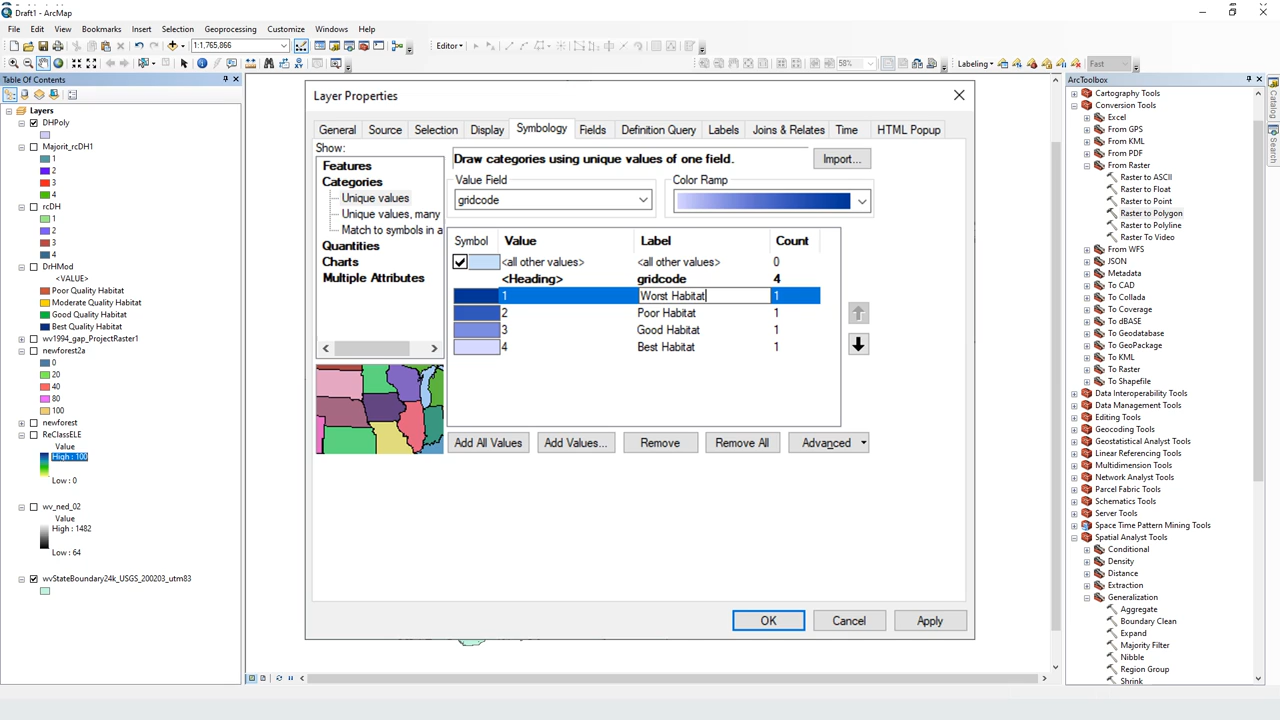 Draft1 - ArcMap
File Edit View Bookmarks Insert Selection Geoprocessing Customize Windows Help
1:1,765,866 Editor
58% Labeling Fast
Table Of Contents
Layers
DHPoly
Majorit_rcDH1
1
2
3
4
rcDH
1
2
3
4
DrHMod
<VALUE>
Poor Quality Habitat
Moderate Quality Habitat
Good Quality Habitat
Best Quality Habitat
wv1994_gap_ProjectRaster1
newforest2a
0
20
40
80
100
newforest
ReClassELE
Value
High : 100
Low : 0
wv_ned_02
Value
High : 1482
Low : 64
wvStateBoundary24k_USGS_200203_utm83
Layer Properties
General Source Selection Display Symbology Fields Definition Query Labels Joins & Relates Time HTML Popup
Show:
Features
Categories
Unique values
Unique values, many
Match to symbols in a
Quantities
Charts
Multiple Attributes
Draw categories using unique values of one field.
Import...
Value Field
gridcode
Color Ramp
Symbol Value Label Count
<all other values> <all other values> 0
<Heading> gridcode 4
1 Worst Habitat 1
2 Poor Habitat 1
3 Good Habitat 1
4 Best Habitat 1
Add All Values Add Values... Remove Remove All Advanced
OK Cancel Apply
ArcToolbox
Cartography Tools
Conversion Tools
Excel
From GPS
From KML
From PDF
From Raster
Raster to ASCII
Raster to Float
Raster to Point
Raster to Polygon
Raster to Polyline
Raster To Video
From WFS
JSON
Metadata
To CAD
To Collada
To Coverage
To dBASE
To Geodatabase
To GeoPackage
To KML
To Raster
To Shapefile
Data Interoperability Tools
Data Management Tools
Editing Tools
Geocoding Tools
Geostatistical Analyst Tools
Linear Referencing Tools
Multidimension Tools
Network Analyst Tools
Parcel Fabric Tools
Schematics Tools
Server Tools
Space Time Pattern Mining Tools
Spatial Analyst Tools
Conditional
Density
Distance
Extraction
Generalization
Aggregate
Boundary Clean
Expand
Majority Filter
Nibble
Region Group
Shrink
Catalog
Search